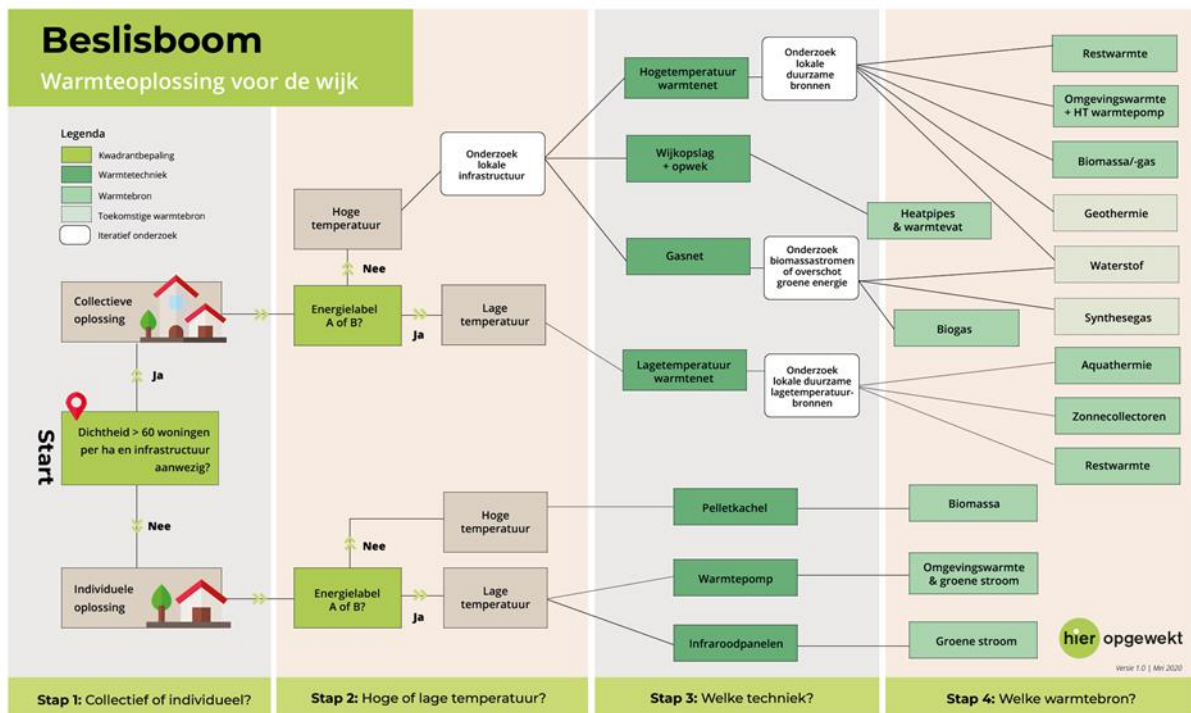 Beslisboom
Warmteoplossing voor de wijk
Legenda
Kwadrantbepaling
Warmtetechniek
Warmtebron
Toekomstige warmtebron
Iteratief onderzoek
Collectieve
oplossing
Ja
Start
Dichtheid > 60 woningen
per ha en infrastructuur
aanwezig?
Nee
Individuele
oplossing
Stap 1: Collectief of individueel?
Onderzoek
lokale
infrastructuur
Hoge
temperatuur
Nee
Energielabel
A of B?
Ja
Lage
temperatuur
Hoge
temperatuur
Nee
Energielabel
A of B?
Ja
Lage
temperatuur
Stap 2: Hoge of lage temperatuur?
Hogetemperatuur
warmtenet
Onderzoek
lokale
duurzame
bronnen
Wijkopslag
+ opwek
Heatpipes
& warmtevat
Gasnet
Onderzoek
biomassastromen
of overschot
groene energie
Lagetemperatuur
warmtenet
Onderzoek
lokale duurzame
lagetemperatuur-
bronnen
Pelletkachel
Warmtepomp
Infraroodpanelen
Stap 3: Welke techniek?
Restwarmte
Omgevingswarmte
+ HT warmtepomp
Biomassa/-gas
Geothermie
Waterstof
Synthesegas
Biogas
Aquathermie
Zonnecollectoren
Restwarmte
Biomassa
Omgevingswarmte
& groene stroom
Groene stroom
hier opgewekt
Versie 1.0 | Mei 2020
Stap 4: Welke warmtebron?